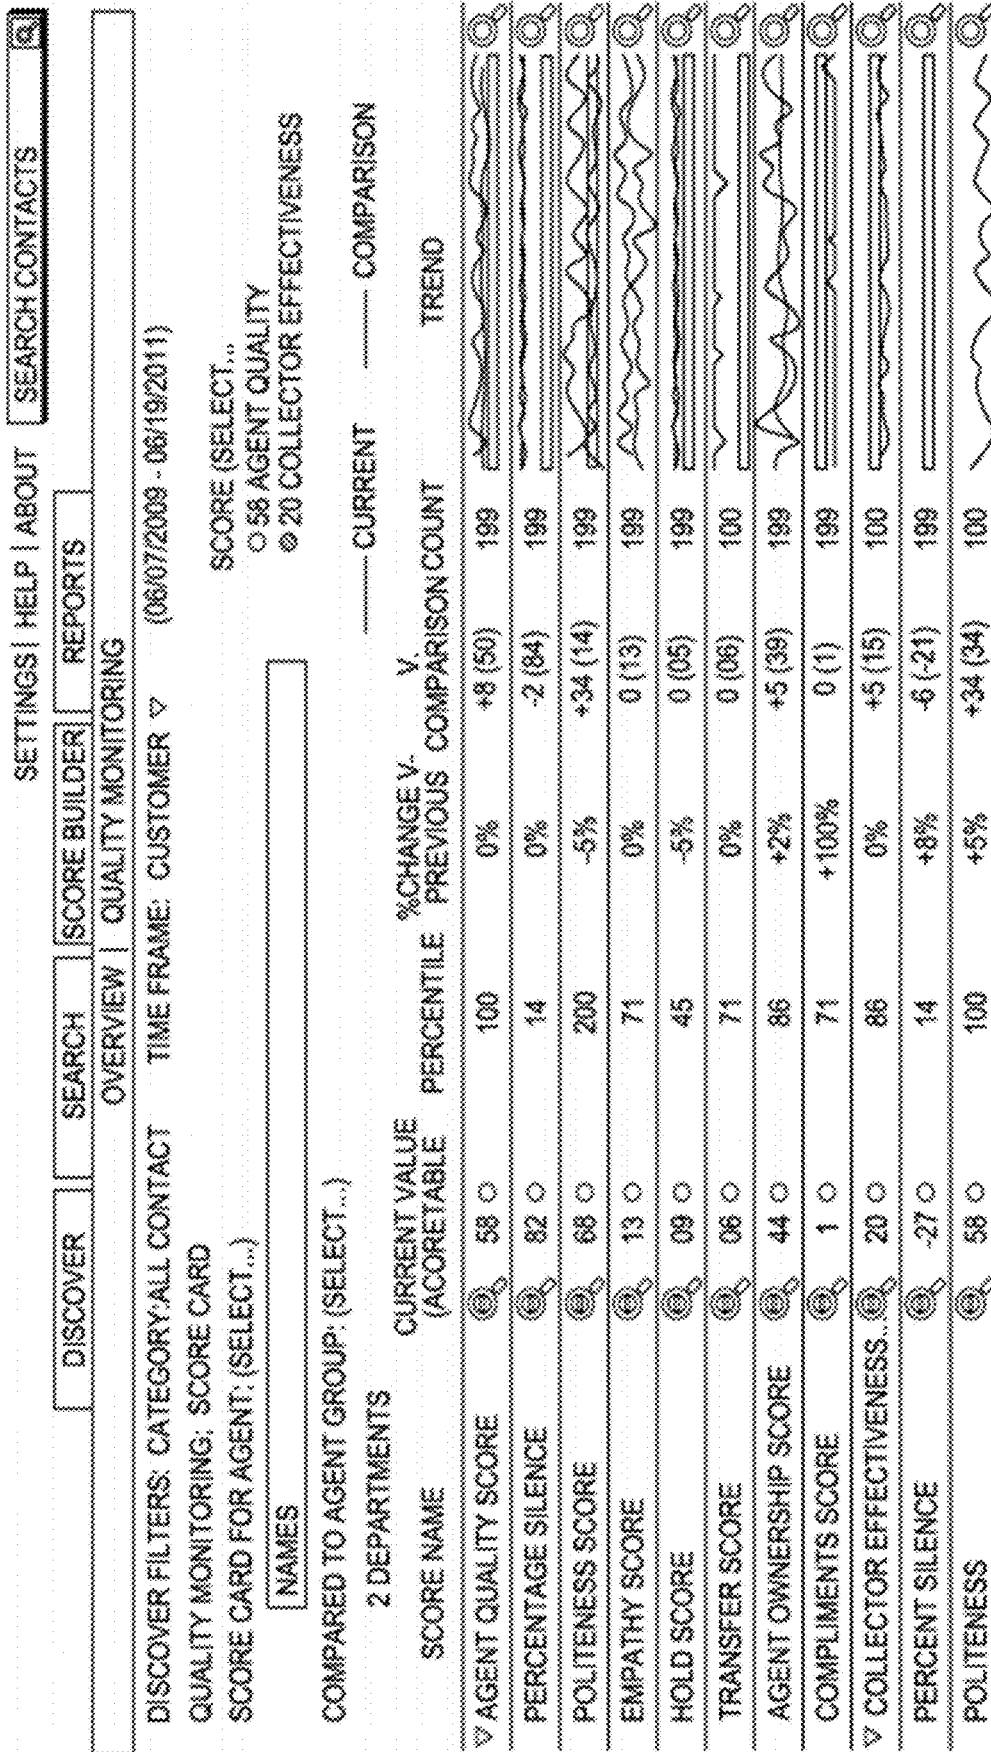 SETTINGS | HELP | ABOUT SEARCH CONTACTS
DISCOVER SEARCH SCORE BUILDER REPORTS
OVERVIEW | QUALITY MONITORING
DISCOVER FILTERS: CATEGORY:ALL CONTACT TIME FRAME: CUSTOMER ▽ (06/07/2009 - 06/19/2011)
QUALITY MONITORING: SCORE CARD
SCORE (SELECT...
SCORE CARD FOR AGENT: (SELECT...)
○ 58 AGENT QUALITY
NAMES
20 COLLECTOR EFFECTIVENESS
COMPARED TO AGENT GROUP: (SELECT...)
2 DEPARTMENTS
CURRENT COMPARISON
SCORE NAME CURRENT VALUE (ACORETABLE PERCENTILE %CHANGE V- PREVIOUS V. COMPARISON COUNT TREND
▽ AGENT QUALITY SCORE 58 ○ 100 0% +8 (50) 199
PERCENTAGE SILENCE 82 ○ 14 0% -2 (84) 199
POLITENESS SCORE 68 ○ 200 -5% +34 (14) 199
EMPATHY SCORE 13 ○ 71 0% 0 (13) 199
HOLD SCORE 09 ○ 45 -5% 0 (05) 199
TRANSFER SCORE 06 ○ 71 0% 0 (06) 100
AGENT OWNERSHIP SCORE 44 ○ 86 +2% +5 (39) 199
COMPLIMENTS SCORE 1 ○ 71 +100% 0 (1) 199
▽ COLLECTOR EFFECTIVENESS... 20 ○ 86 0% +5 (15) 100
PERCENT SILENCE -27 ○ 14 +8% -6 (-21) 199
POLITENESS 58 ○ 100 +5% +34 (34) 100